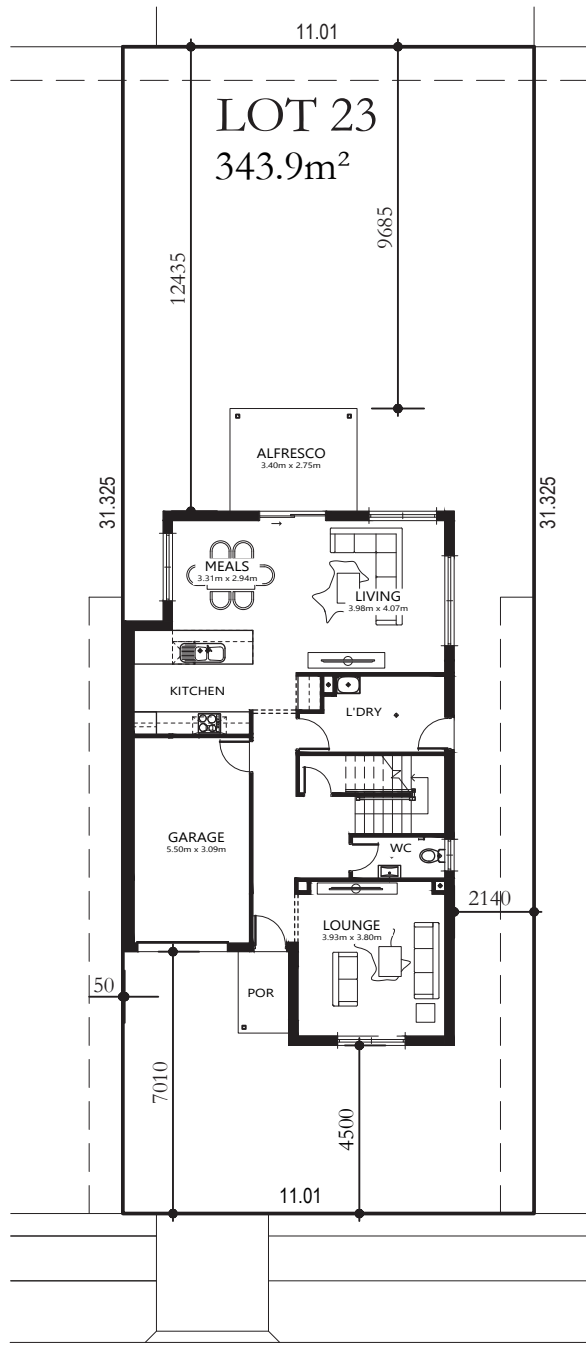 11.01
LOT 23
343.9m²
9685
12435
ALFRESCO
3.40m x 2.75m
31.325
31.325
MEALS
3.31m x 2.94m
LIVING
3.98m x 4.07m
KITCHEN
L'DRY
GARAGE
5.50m x 3.09m
WC
2140
LOUNGE
3.93m x 3.80m
50
POR
7010
4500
11.01